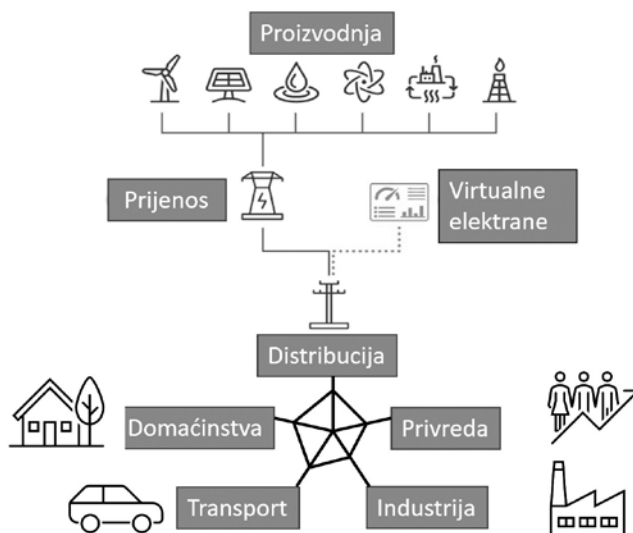 Proizvodnja
Prijenos
Virtualne
elektrane
Distribucija
Domaćinstva
Privreda
Transport
Industrija